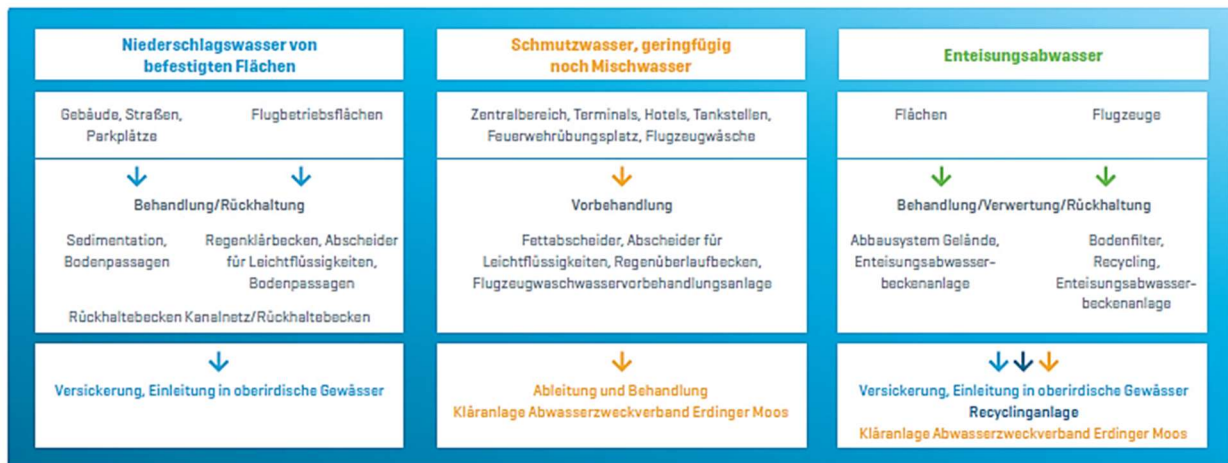 Niederschlagswasser von
befestigten Flächen
Gebäude, Straßen,
Parkplätze
Flugbetriebsflächen
Behandlung/Rückhaltung
Sedimentation,
Bodenpassagen
Regenklärbecken, Abscheider
für Leichtflüssigkeiten,
Bodenpassagen
Rückhaltebecken Kanalnetz/Rückhaltebecken
Versickerung, Einleitung in oberirdische Gewässer
Schmutzwasser, geringfügig
noch Mischwasser
Zentralbereich, Terminals, Hotels, Tankstellen,
Feuerwehrübungsplatz, Flugzeugwäsche
Vorbehandlung
Fettabscheider, Abscheider für
Leichtflüssigkeiten, Regenüberlaufbecken,
Flugzeugwaschwasservorbehandlungsanlage
Ableitung und Behandlung
Kläranlage Abwasserzweckverband Erdinger Moos
Enteisungsabwasser
Flächen
Flugzeuge
Behandlung/Verwertung/Rückhaltung
Abbausystem Gelände,
Enteisungsabwasser-
beckenanlage
Bodenfilter,
Recycling,
Enteisungsabwasser-
beckenanlage
Versickerung, Einleitung in oberirdische Gewässer
Recyclinganlage
Kläranlage Abwasserzweckverband Erdinger Moos